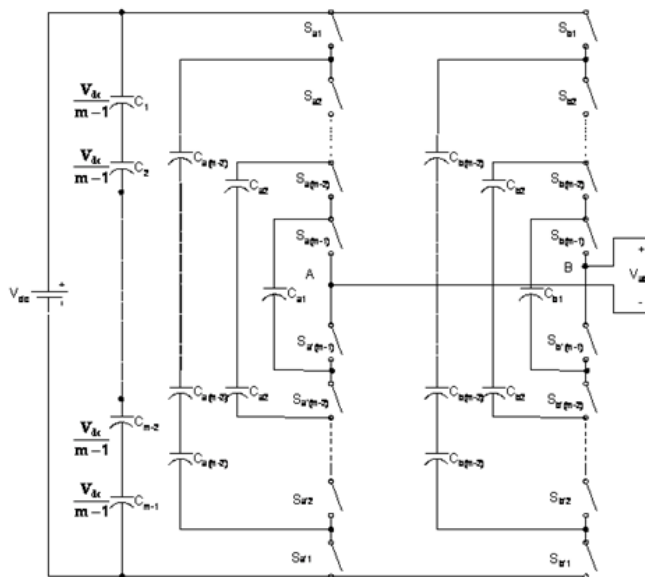 Sa1
Sb1
Vdc
m-1
C1
Sa2
Sb2
Vdc
m-1
C2
Ca(m-2)
Ca2
Sa(m-2)
Cb(m-2)
Cb2
Sb(m-2)
Sa(m-1)
Sb(m-1)
+
Vdc
-
A
B
+
Ca1
Cb1
-
Sa'(m-1)
Sb'(m-1)
Ca(m-2)
Ca2
Sa'(m-2)
Cb(m-2)
Cb2
Sb'(m-2)
Vdc
m-1
Cm-2
Ca(m-2)
Cb(m-2)
Vdc
m-1
Cm-1
Sa'2
Sb'2
Sa'1
Sb'1